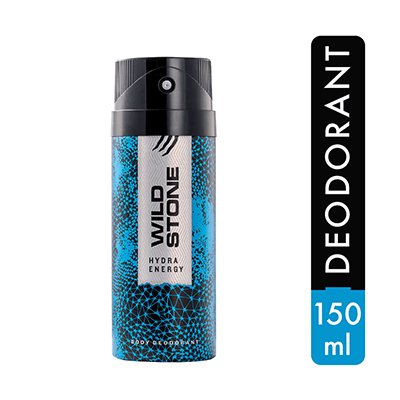 WILD
STONE
HYDRA
ENERGY
BODY DEODORANT
DEODORANT
150
ml